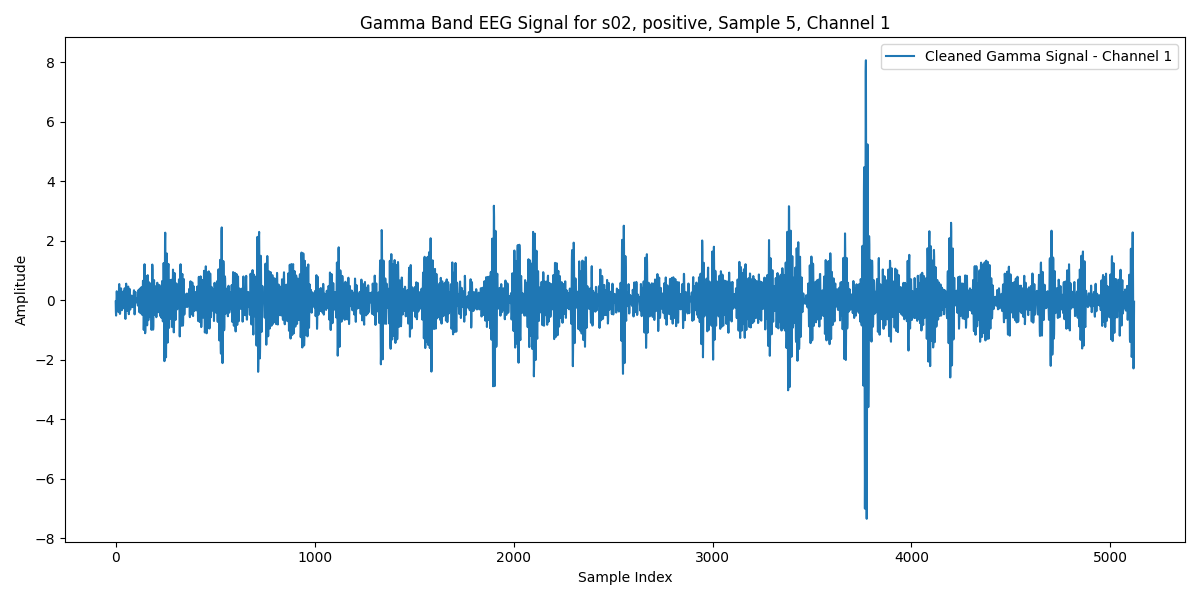 Gamma Band EEG Signal for s02, positive, Sample 5, Channel 1
Cleaned Gamma Signal - Channel 1
Amplitude
8
6
4
2
0
−2
−4
−6
−8
0 1000 2000 3000 4000 5000
Sample Index